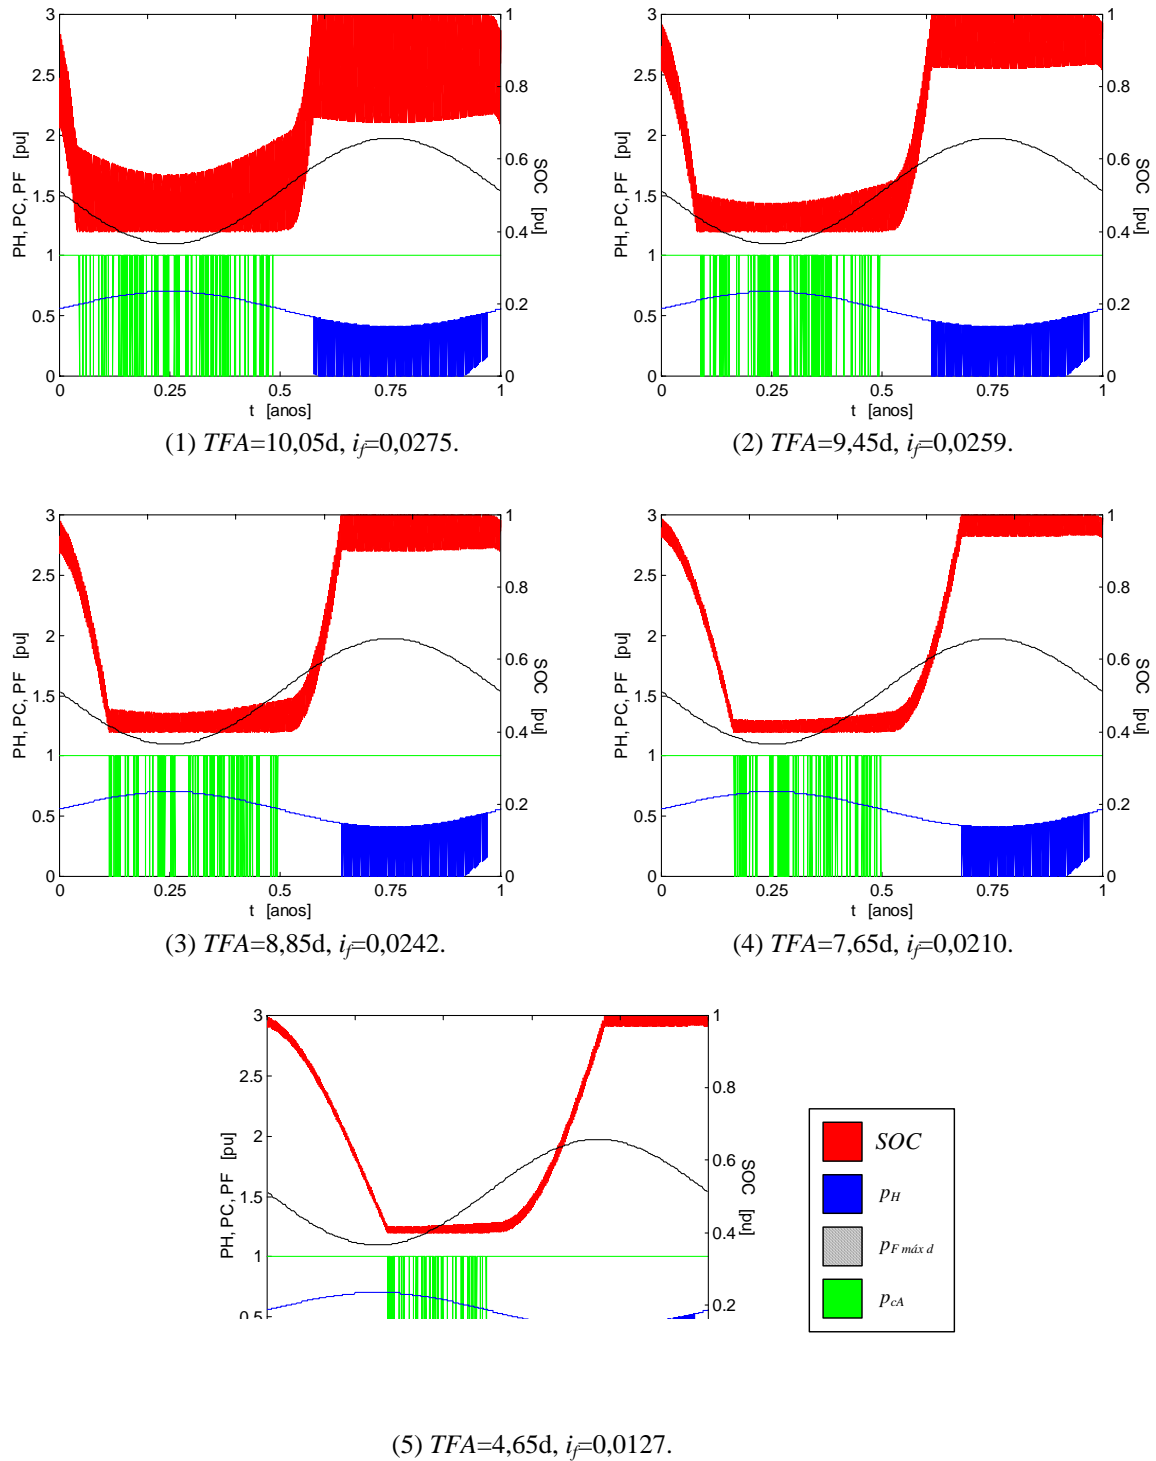 3
2.5
2
1.5
1
0.5
0
PH, PC, PF [pu]
1
0.8
0.6
0.4
0.2
0
SOC [pu]
0 0.25 0.5 0.75 1
t [anos]
(1) TFA=10,05d, if=0,0275.
3
2.5
2
1.5
1
0.5
0
PH, PC, PF [pu]
1
0.8
0.6
0.4
0.2
0
SOC [pu]
0 0.25 0.5 0.75 1
t [anos]
(2) TFA=9,45d, if=0,0259.
3
2.5
2
1.5
1
0.5
0
PH, PC, PF [pu]
1
0.8
0.6
0.4
0.2
0
SOC [pu]
0 0.25 0.5 0.75 1
t [anos]
(3) TFA=8,85d, if=0,0242.
3
2.5
2
1.5
1
0.5
0
PH, PC, PF [pu]
1
0.8
0.6
0.4
0.2
0
SOC [pu]
0 0.25 0.5 0.75 1
t [anos]
(4) TFA=7,65d, if=0,0210.
3
2.5
2
1.5
1
0.5
PH, PC, PF [pu]
1
0.8
0.6
0.4
0.2
SOC [pu]
SOC
pH
pF máx d
pcA
(5) TFA=4,65d, if=0,0127.